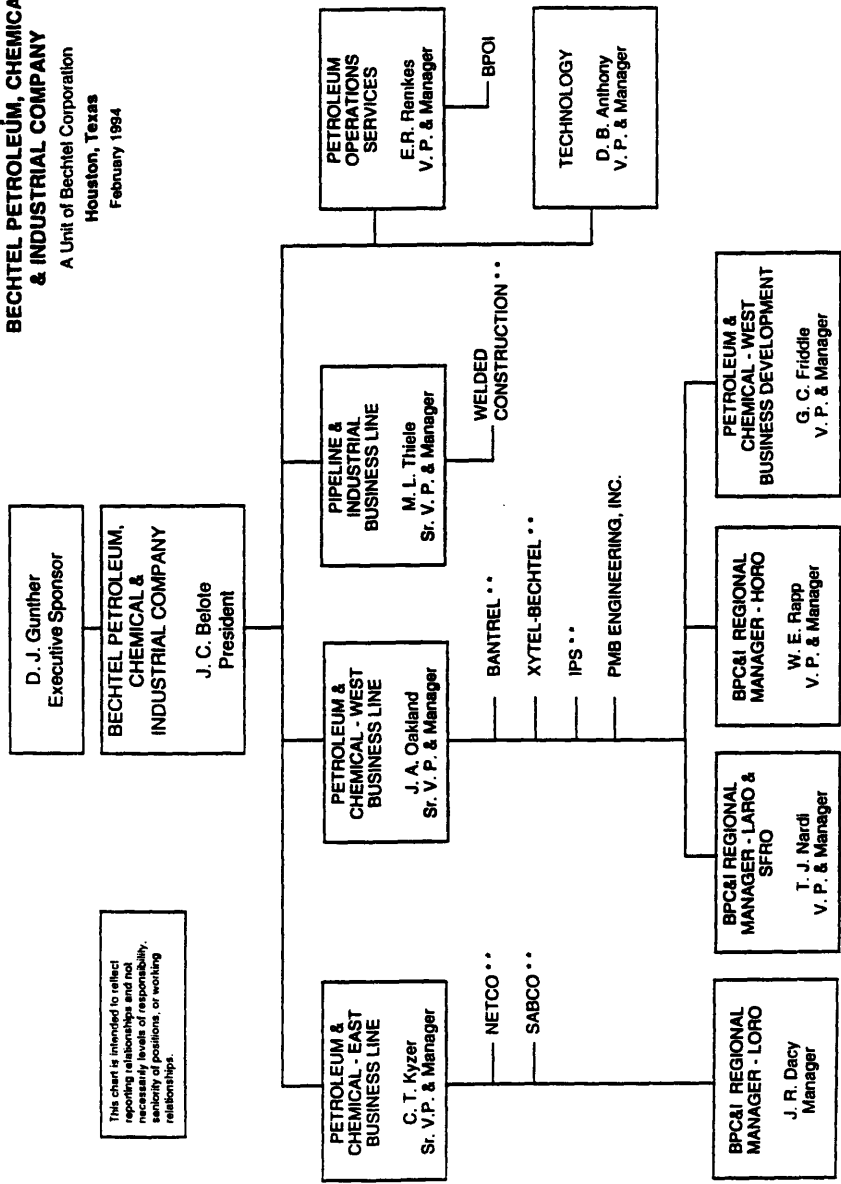 BECHTEL PETROLEUM, CHEMICA
& INDUSTRIAL COMPANY
A Unit of Bechtel Corporation
Houston, Texas
February 1994
D. J. Gunther
Executive Sponsor
BECHTEL PETROLEUM,
CHEMICAL &
INDUSTRIAL COMPANY
J. C. Belote
President
This chart is intended to reflect
reporting relationships and not
necessarily levels of responsibility,
seniority of positions, or working
relationships.
PETROLEUM &
CHEMICAL - EAST
BUSINESS LINE
C. T. Kyzer
Sr. V.P. & Manager
NETCO**
SABCO**
BPC&I REGIONAL
MANAGER - LORO
J. R. Dacy
Manager
PETROLEUM &
CHEMICAL - WEST
BUSINESS LINE
J. A. Oakland
Sr. V. P. & Manager
BANTREL**
XYTEL-BECHTEL**
IPS**
PMB ENGINEERING, INC.
BPC&I REGIONAL
MANAGER - LARO &
SFRO
T. J. Nardi
V. P. & Manager
BPC&I REGIONAL
MANAGER - HORO
W. E. Rapp
V. P. & Manager
PETROLEUM &
CHEMICAL - WEST
BUSINESS DEVELOPMENT
G. C. Friddle
V. P. & Manager
PIPELINE &
INDUSTRIAL
BUSINESS LINE
M. L. Thiele
Sr. V. P. & Manager
WELDED
CONSTRUCTION**
PETROLEUM
OPERATIONS
SERVICES
E.R. Remkes
V. P. & Manager
BPOI
TECHNOLOGY
D. B. Anthony
V. P. & Manager